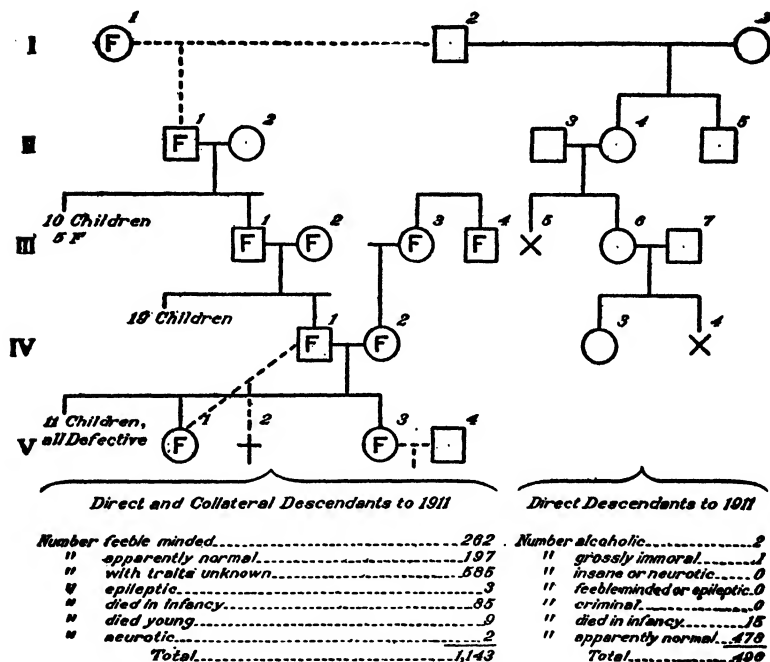 1 2 3
I F
1 2 3 4 5
II F
10 Children
5 F
1 2 3 4 5 6 7
III F F F F
19 Children
1 2 3 4
IV F F
11 Children,
all Defective
1 2 3 4
V F F
Direct and Collateral Descendants to 1911
Number feeble minded 262
" apparently normal 197
" with traits unknown 585
" epileptic 3
" died in infancy 85
" died young 9
" neurotic 2
Total 1,143
Direct Descendants to 1911
Number alcoholic 2
" grossly immoral 1
" insane or neurotic 0
" feebleminded or epileptic 0
" criminal 0
" died in infancy 15
" apparently normal 478
Total 496